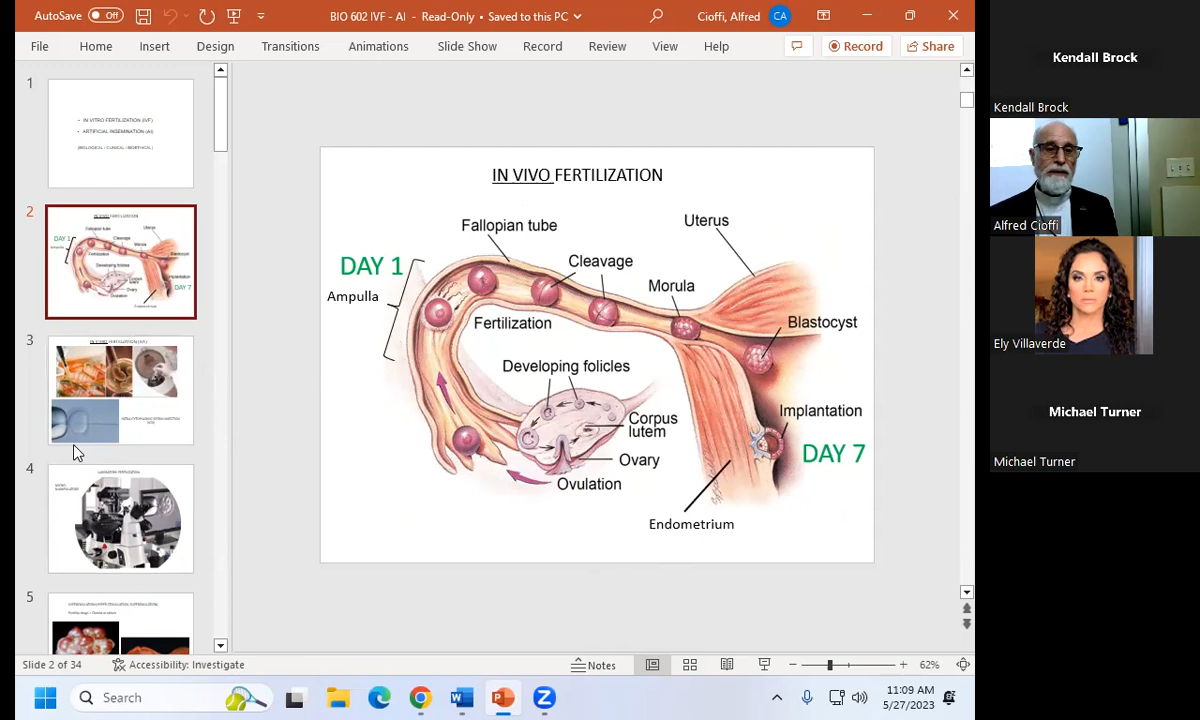 AutoSave Off
BIO 602 IVF - AI - Read-Only • Saved to this PC
Cioffi, Alfred
CA
File Home Insert Design Transitions Animations Slide Show Record Review View Help
Record
Share
1
• IN VITRO FERTILIZATION (IVF)
• ARTIFICIAL INSEMINATION (AI)
(BIOLOGICAL / CLINICAL / BIOETHICAL)
2
3
4
5
IN VIVO FERTILIZATION
Fallopian tube
Uterus
DAY 1
Cleavage
Ampulla
Morula
Fertilization
Blastocyst
Developing folicles
Implantation
Corpus
lutem
DAY 7
Ovary
Ovulation
Endometrium
Slide 2 of 34
Accessibility: Investigate
Notes
62%
Search
11:09 AM
5/27/2023
Kendall Brock
Kendall Brock
Alfred Cioffi
Ely Villaverde
Michael Turner
Michael Turner